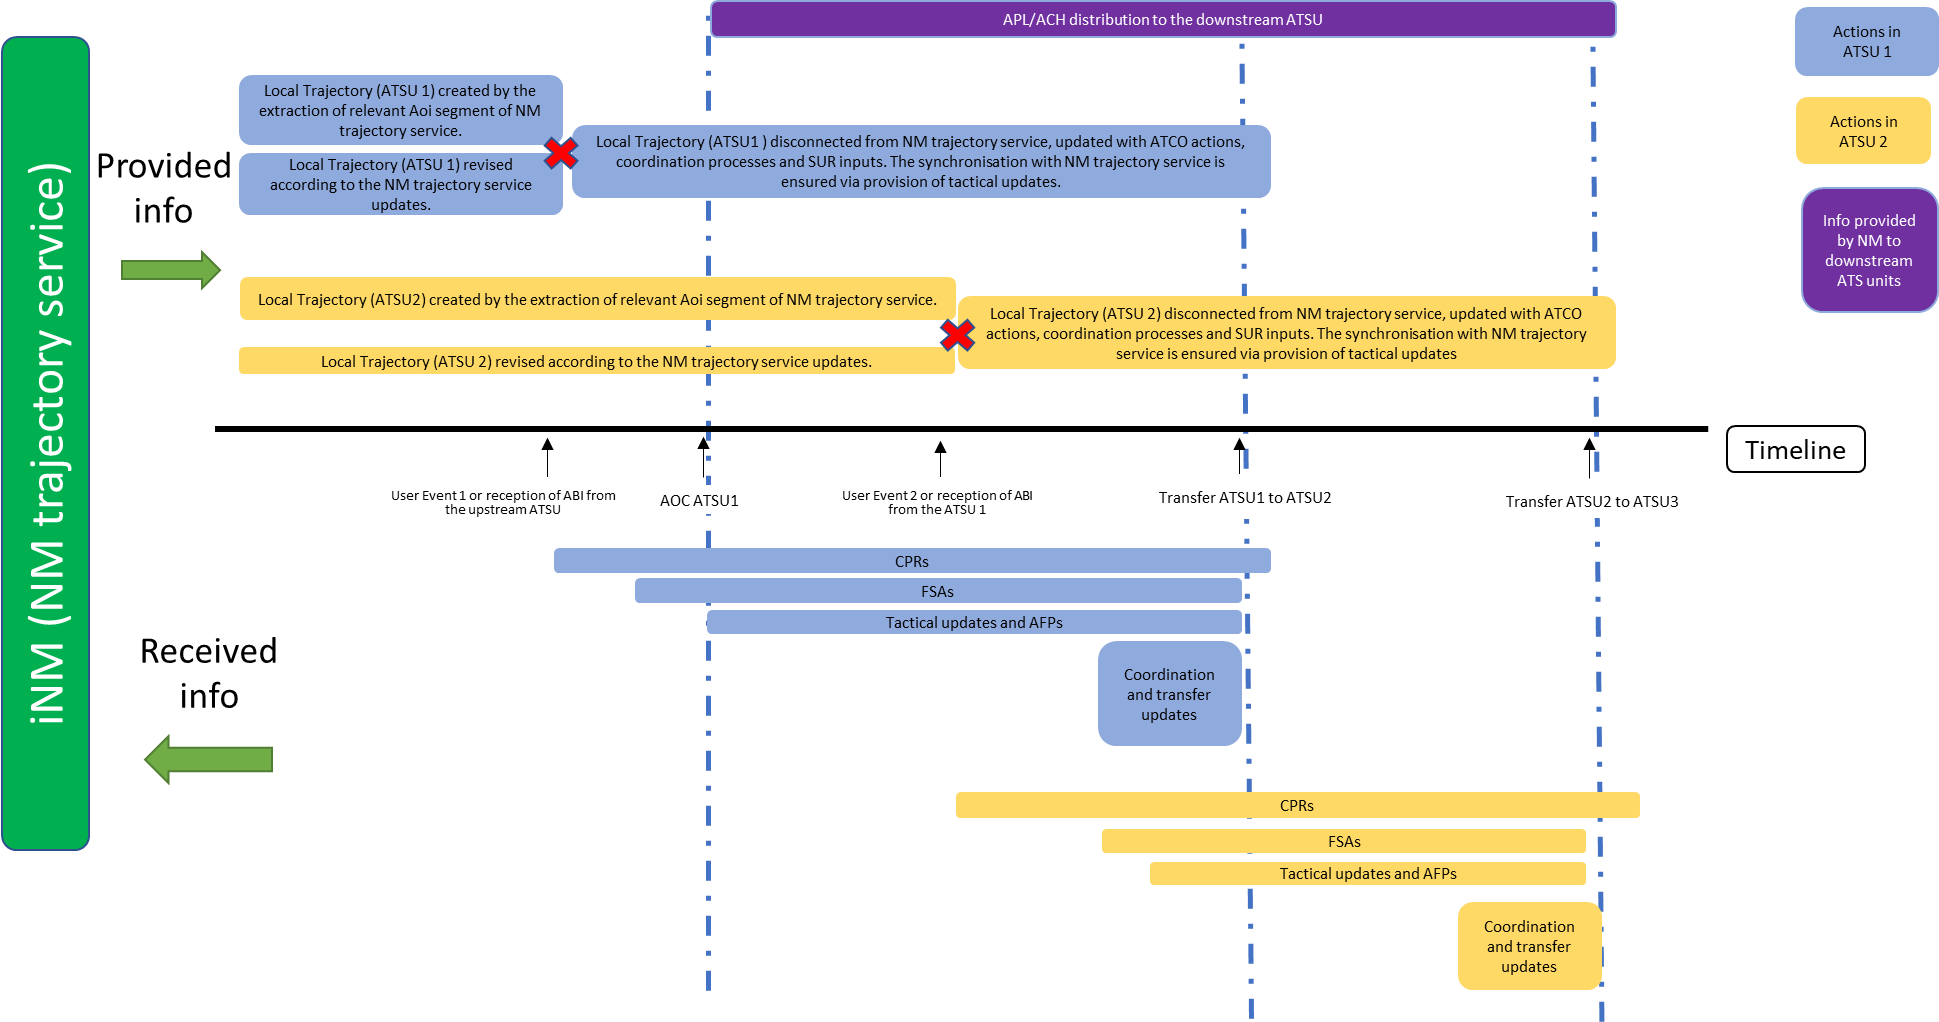 APL/ACH distribution to the downstream ATSU
Actions in
ATSU 1
Local Trajectory (ATSU 1) created by the
extraction of relevant Aoi segment of NM
trajectory service.
Actions in
ATSU 2
Local Trajectory (ATSU1 ) disconnected from NM trajectory service, updated with ATCO actions,
coordination processes and SUR inputs. The synchronisation with NM trajectory service is
ensured via provision of tactical updates.
Provided
info
Local Trajectory (ATSU 1) revised
according to the NM trajectory service
updates.
Info provided
by NM to
downstream
ATS units
iNM (NM trajectory service)
Local Trajectory (ATSU2) created by the extraction of relevant Aoi segment of NM trajectory service.
Local Trajectory (ATSU 2) disconnected from NM trajectory service, updated with ATCO
actions, coordination processes and SUR inputs. The synchronisation with NM trajectory
service is ensured via provision of tactical updates
Local Trajectory (ATSU 2) revised according to the NM trajectory service updates.
Timeline
User Event 1 or reception of ABI from
the upstream ATSU
AOC ATSU1
User Event 2 or reception of ABI
from the ATSU 1
Transfer ATSU1 to ATSU2
Transfer ATSU2 to ATSU3
CPRs
FSAs
Tactical updates and AFPs
Received
info
Coordination
and transfer
updates
CPRs
FSAs
Tactical updates and AFPs
Coordination
and transfer
updates